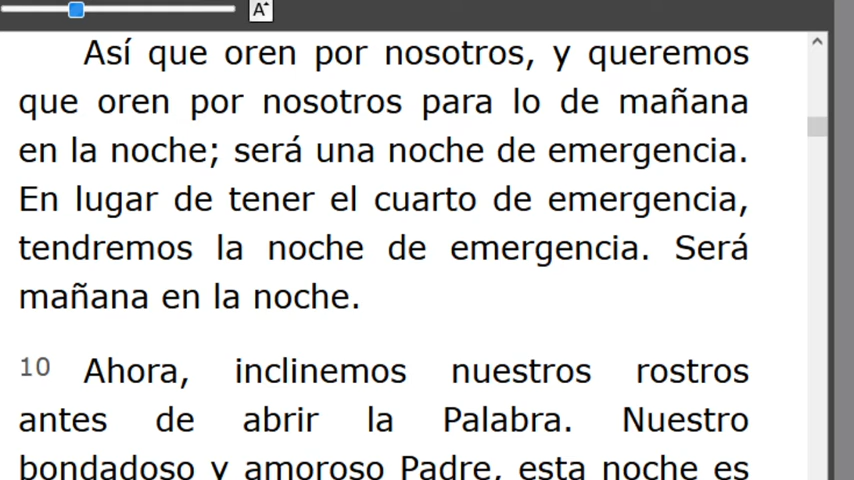 A
Así que oren por nosotros, y queremos
que oren por nosotros para lo de mañana
en la noche; será una noche de emergencia.
En lugar de tener el cuarto de emergencia,
tendremos la noche de emergencia. Será
mañana en la noche.
10 Ahora, inclinemos nuestros rostros
antes de abrir la Palabra. Nuestro
bondadoso y amoroso Padre, esta noche es